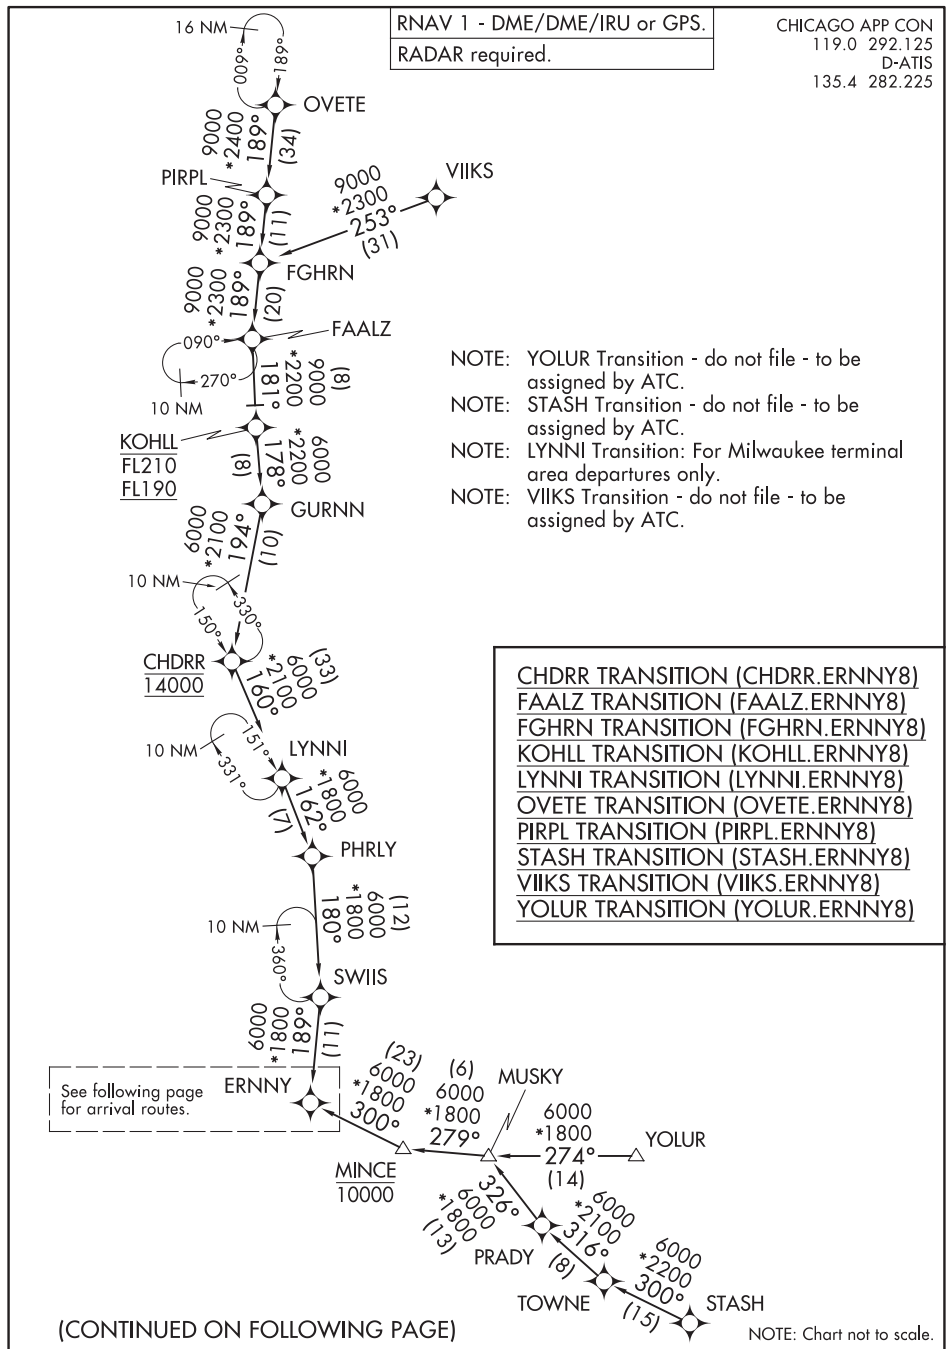 RNAV 1 - DME/DME/IRU or GPS.
RADAR required.
CHICAGO APP CON
119.0 292.125
D-ATIS
135.4 282.225
16 NM
009°
189°
OVETE
9000
*2400
189°
(34)
PIRPL
VIIKS
9000
*2300
253°
(31)
9000
*2300
189°
(11)
FGHRN
9000
*2300
189°
(20)
FAALZ
090°
270°
10 NM
(8)
9000
*2200
181°
NOTE: YOLUR Transition - do not file - to be
assigned by ATC.
NOTE: STASH Transition - do not file - to be
assigned by ATC.
NOTE: LYNNI Transition: For Milwaukee terminal
area departures only.
NOTE: VIIKS Transition - do not file - to be
assigned by ATC.
KOHLL
FL210
FL190
6000
*2200
178°
(8)
GURNN
6000
*2100
194°
(10)
10 NM
330°
150°
CHDRR
14000
(33)
6000
*2100
160°
10 NM
151°
331°
LYNNI
6000
*1800
162°
(7)
PHRLY
(12)
6000
*1800
180°
10 NM
360°
SWIIS
6000
*1800
189°
(11)
CHDRR TRANSITION (CHDRR.ERNNY8)
FAALZ TRANSITION (FAALZ.ERNNY8)
FGHRN TRANSITION (FGHRN.ERNNY8)
KOHLL TRANSITION (KOHLL.ERNNY8)
LYNNI TRANSITION (LYNNI.ERNNY8)
OVETE TRANSITION (OVETE.ERNNY8)
PIRPL TRANSITION (PIRPL.ERNNY8)
STASH TRANSITION (STASH.ERNNY8)
VIIKS TRANSITION (VIIKS.ERNNY8)
YOLUR TRANSITION (YOLUR.ERNNY8)
See following page
for arrival routes.
ERNNY
(23)
6000
*1800
300°
MINCE
10000
(6)
6000
*1800
279°
MUSKY
6000
*1800
274°
(14)
YOLUR
326°
6000
*1800
(13)
PRADY
6000
*2100
316°
(8)
TOWNE
6000
*2200
300°
(15)
STASH
(CONTINUED ON FOLLOWING PAGE)
NOTE: Chart not to scale.